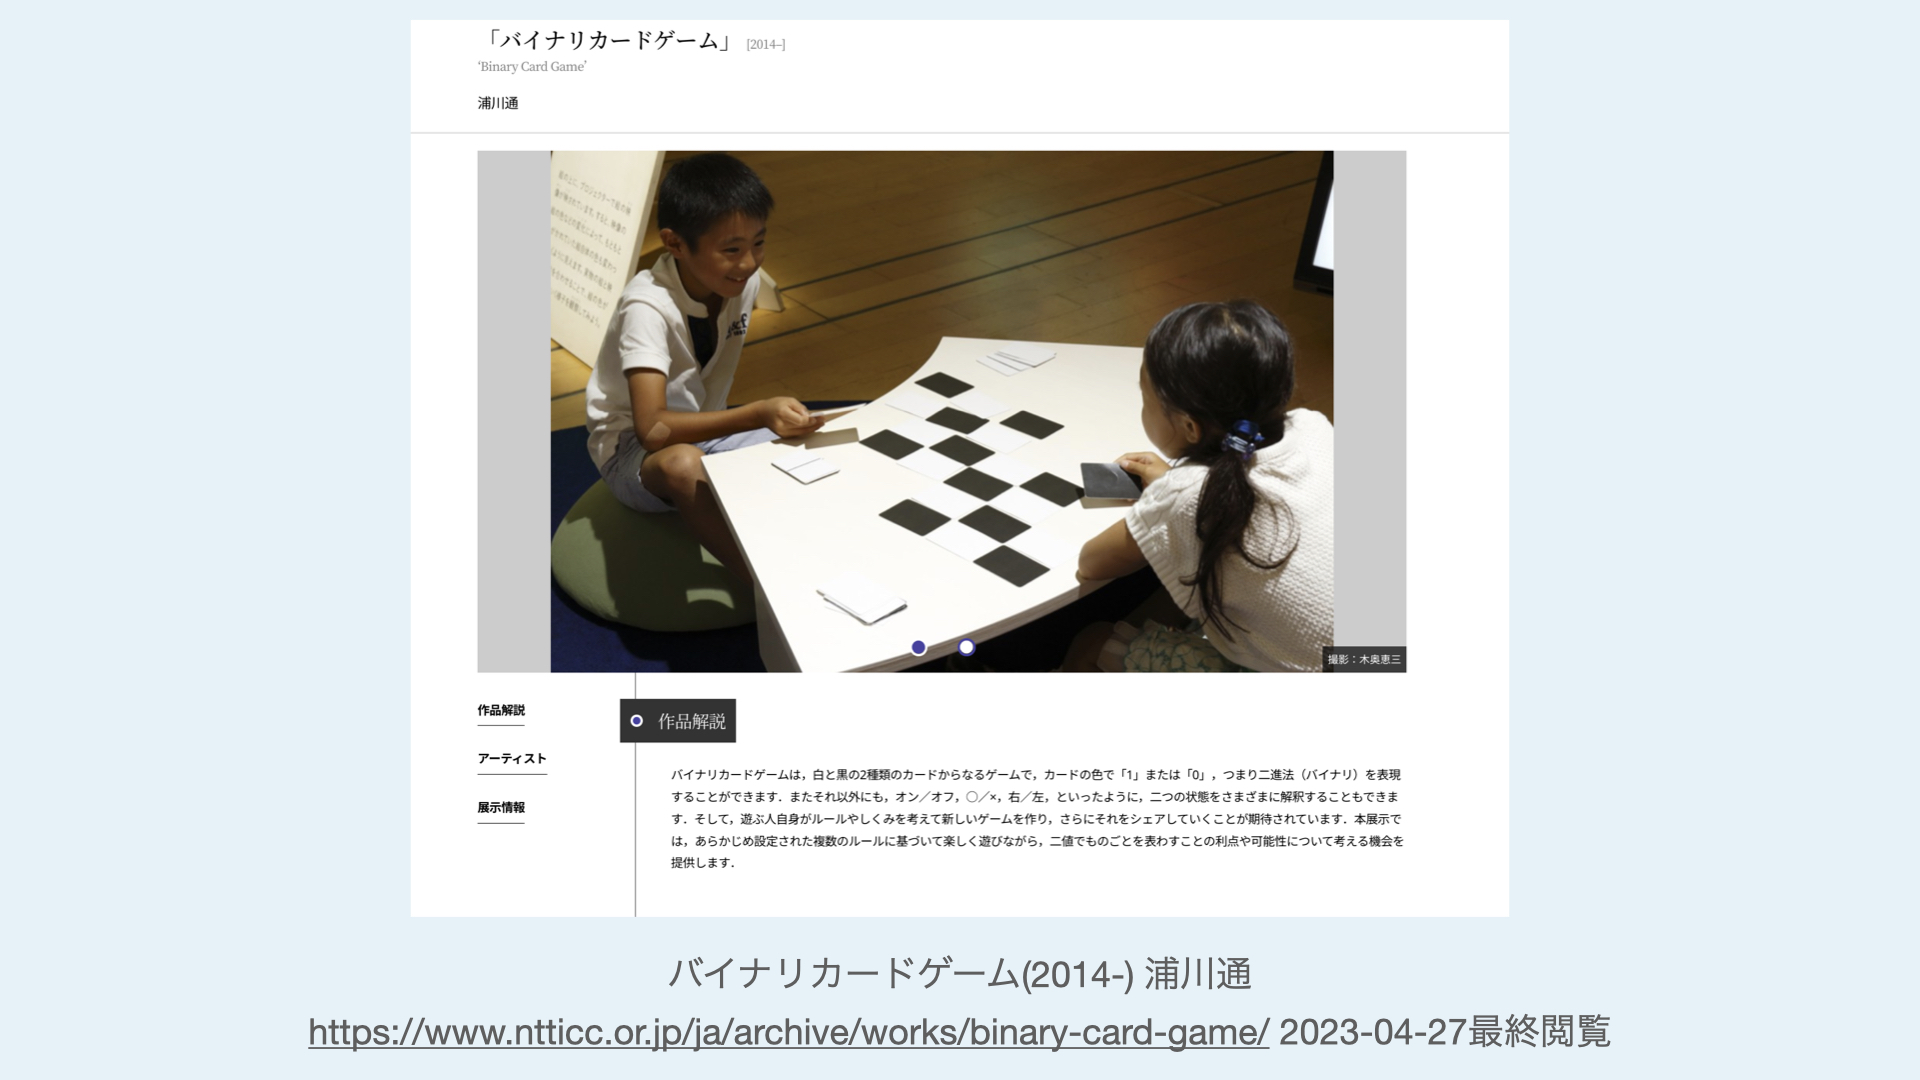 「バイナリカードゲーム」 [2014–]
‘Binary Card Game’
浦川通
撮影：木奥恵三
作品解説
アーティスト
展示情報
作品解説
バイナリカードゲームは，白と黒の2種類のカードからなるゲームで，カードの色で「1」または「0」，つまり二進法（バイナリ）を表現
することができます．またそれ以外にも，オン／オフ，○／×，右／左，といったように，二つの状態をさまざまに解釈することもできま
す．そして，遊ぶ人自身がルールやしくみを考えて新しいゲームを作り，さらにそれをシェアしていくことが期待されています．本展示で
は，あらかじめ設定された複数のルールに基づいて楽しく遊びながら，二値でものごとを表わすことの利点や可能性について考える機会を
提供します．
バイナリカードゲーム(2014-) 浦川通
https://www.ntticc.or.jp/ja/archive/works/binary-card-game/ 2023-04-27最終閲覧